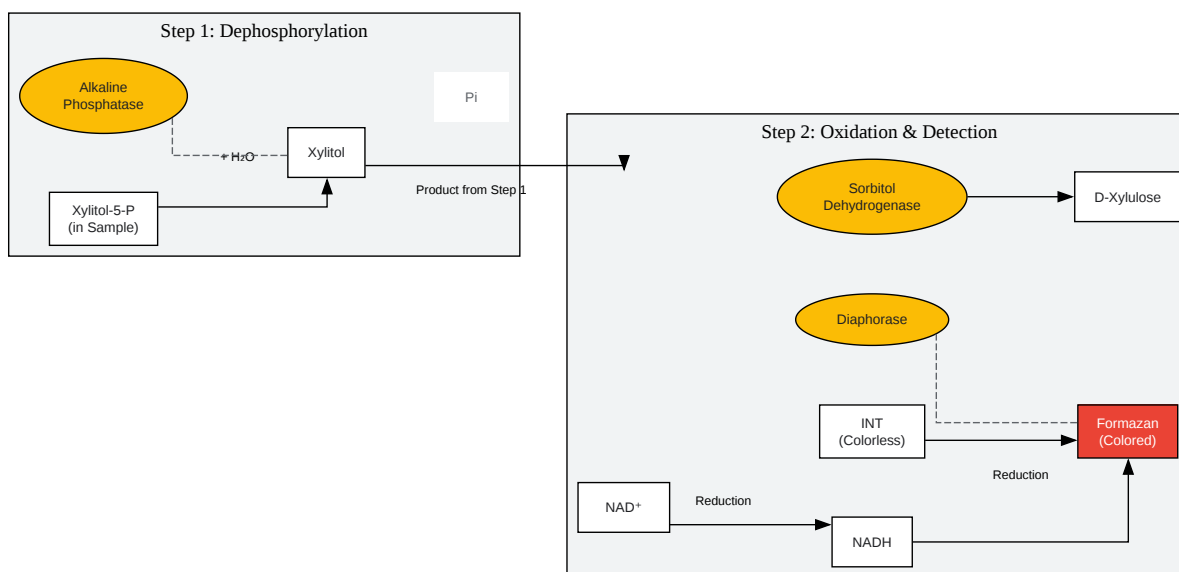 Step 1: Dephosphorylation
Alkaline
Phosphatase
Pi
+ H₂O
Xylitol
Product from Step 1
Xylitol-5-P
(in Sample)
Step 2: Oxidation & Detection
Sorbitol
Dehydrogenase
D-Xylulose
Diaphorase
INT
(Colorless)
Formazan
(Colored)
Reduction
NAD⁺
Reduction
NADH